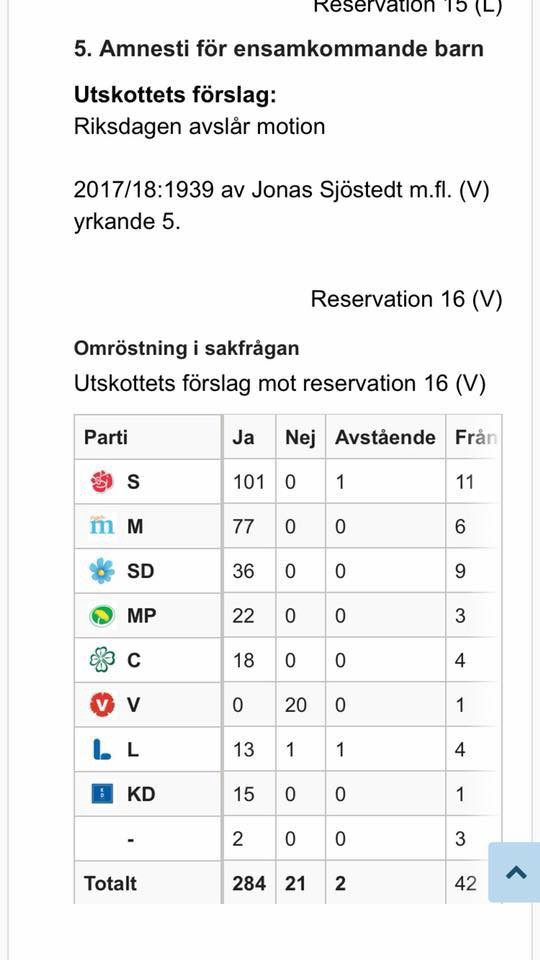 Reservation 15 (L)
5. Amnesti för ensamkommande barn
Utskottets förslag:
Riksdagen avslår motion
2017/18:1939 av Jonas Sjöstedt m.fl. (V)
yrkande 5.
Reservation 16 (V)
Omröstning i sakfrågan
Utskottets förslag mot reservation 16 (V)
Parti Ja Nej Avstående Från
S 101 0 1 11
M 77 0 0 6
SD 36 0 0 9
MP 22 0 0 3
C 18 0 0 4
V 0 20 0 1
L 13 1 1 4
KD 15 0 0 1
- 2 0 0 3
Totalt 284 21 2 42